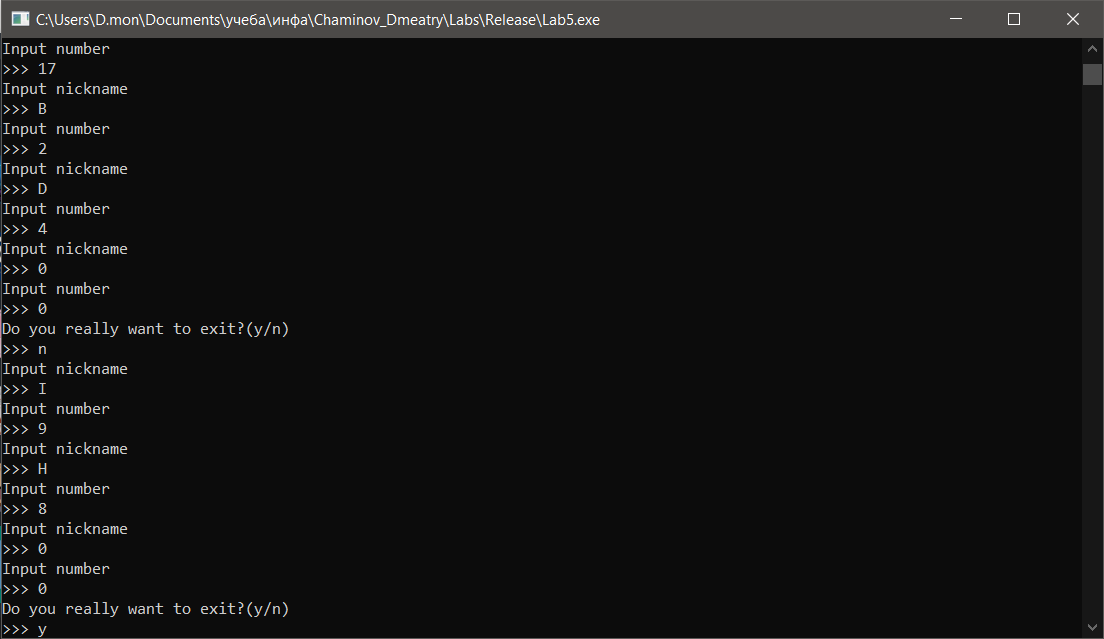 C:\Users\D.mon\Documents\учеба\инфа\Chaminov_Dmeatry\Labs\Release\Lab5.exe
Input number
>>> 17
Input nickname
>>> B
Input number
>>> 2
Input nickname
>>> D
Input number
>>> 4
Input nickname
>>> 0
Input number
>>> 0
Do you really want to exit?(y/n)
>>> n
Input nickname
>>> I
Input number
>>> 9
Input nickname
>>> H
Input number
>>> 8
Input nickname
>>> 0
Input number
>>> 0
Do you really want to exit?(y/n)
>>> y